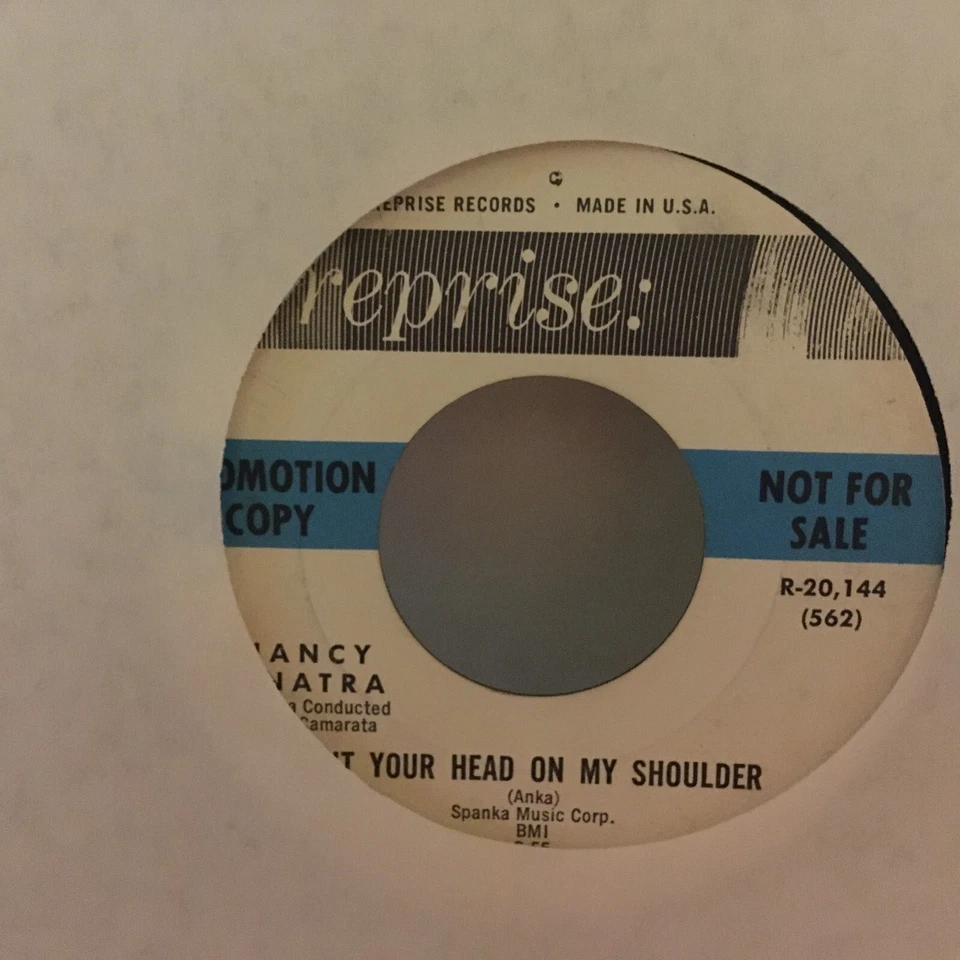 EPRISE RECORDS • MADE IN U.S.A.
reprise:
OMOTION
COPY
NOT FOR
SALE
R-20,144
(562)
ANCY
NATRA
a Conducted
Camarata
T YOUR HEAD ON MY SHOULDER
(Anka)
Spanka Music Corp.
BMI